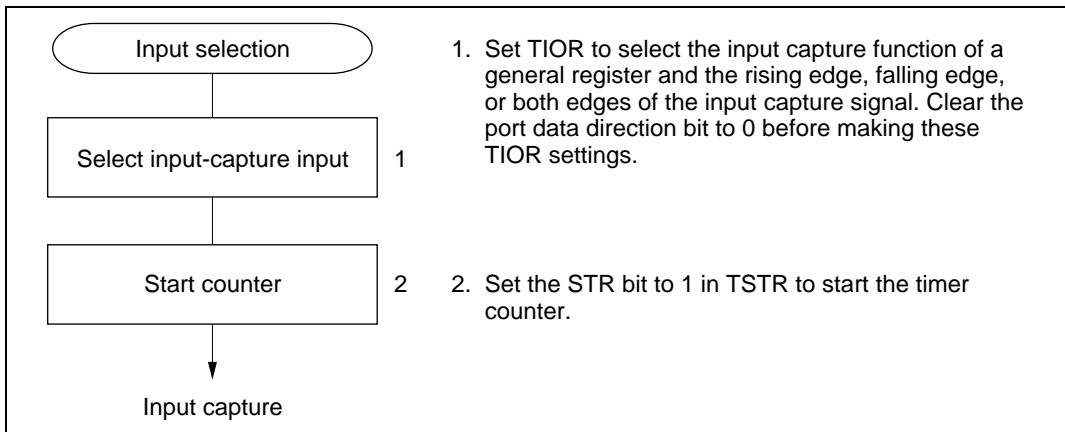 Input selection
Select input-capture input 1
Start counter 2
Input capture
1. Set TIOR to select the input capture function of a
general register and the rising edge, falling edge,
or both edges of the input capture signal. Clear the
port data direction bit to 0 before making these
TIOR settings.
2. Set the STR bit to 1 in TSTR to start the timer
counter.